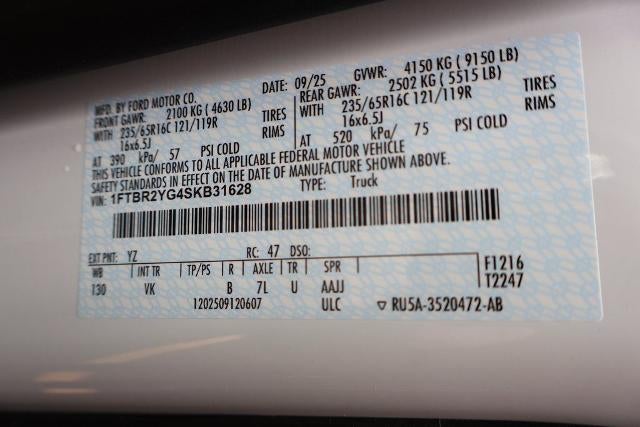 MFD. BY FORD MOTOR CO. DATE: 09/25 GVWR: 4150 KG ( 9150 LB)
FRONT GAWR: 2100 KG ( 4630 LB) REAR GAWR: 2502 KG ( 5515 LB)
WITH 235/65R16C 121/119R TIRES WITH 235/65R16C 121/119R TIRES
16x6.5J RIMS 16x6.5J RIMS
AT 390 kPa/ 57 PSI COLD AT 520 kPa/ 75 PSI COLD
THIS VEHICLE CONFORMS TO ALL APPLICABLE FEDERAL MOTOR VEHICLE
SAFETY STANDARDS IN EFFECT ON THE DATE OF MANUFACTURE SHOWN ABOVE.
VIN: 1FTBR2YG4SKB31628 TYPE: Truck
EXT PNT: YZ RC: 47 DSO:
WB INT TR TP/PS R AXLE TR SPR F1216
130 VK B 7L U AAJJ T2247
1202509120607 ULC ▽ RU5A-3520472-AB